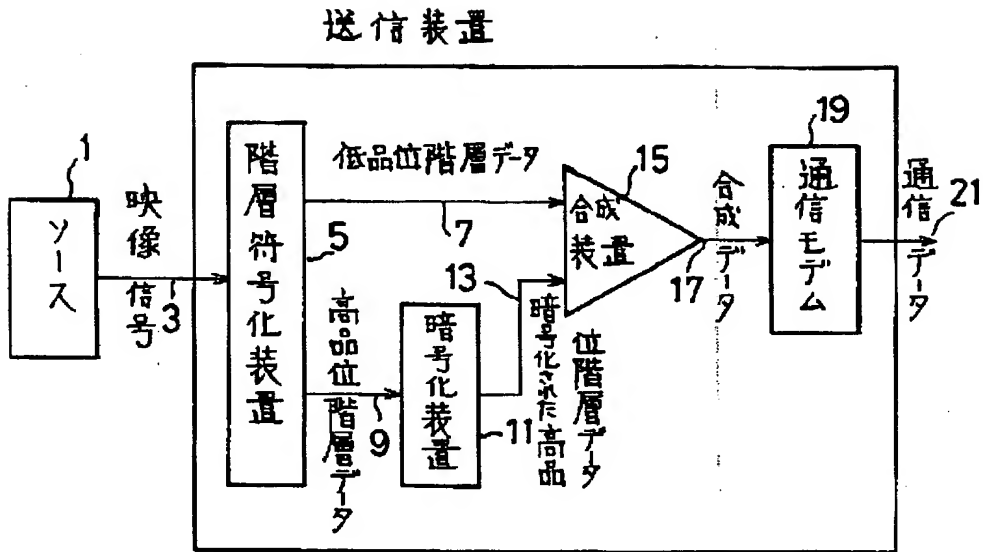 送信装置
1
ソース
映像
信号
3
階層符号化装置
5
低品位階層データ
7
高品位
階層データ
9
暗号化装置
11
13
暗号化された高品
位階層データ
15
合成
装置
17
合成データ
19
通信モデム
通信データ
21